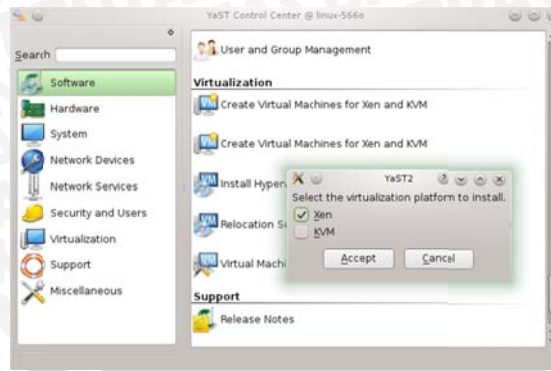 YaST Control Center @ linux-566o
Search
Software
Hardware
System
Network Devices
Network Services
Security and Users
Virtualization
Support
Miscellaneous
User and Group Management
Virtualization
Create Virtual Machines for Xen and KVM
Create Virtual Machines for Xen and KVM
Install Hyper
Relocation S
Virtual Machi
Support
Release Notes
YaST2
Select the virtualization platform to install.
Xen
KVM
Accept
Cancel